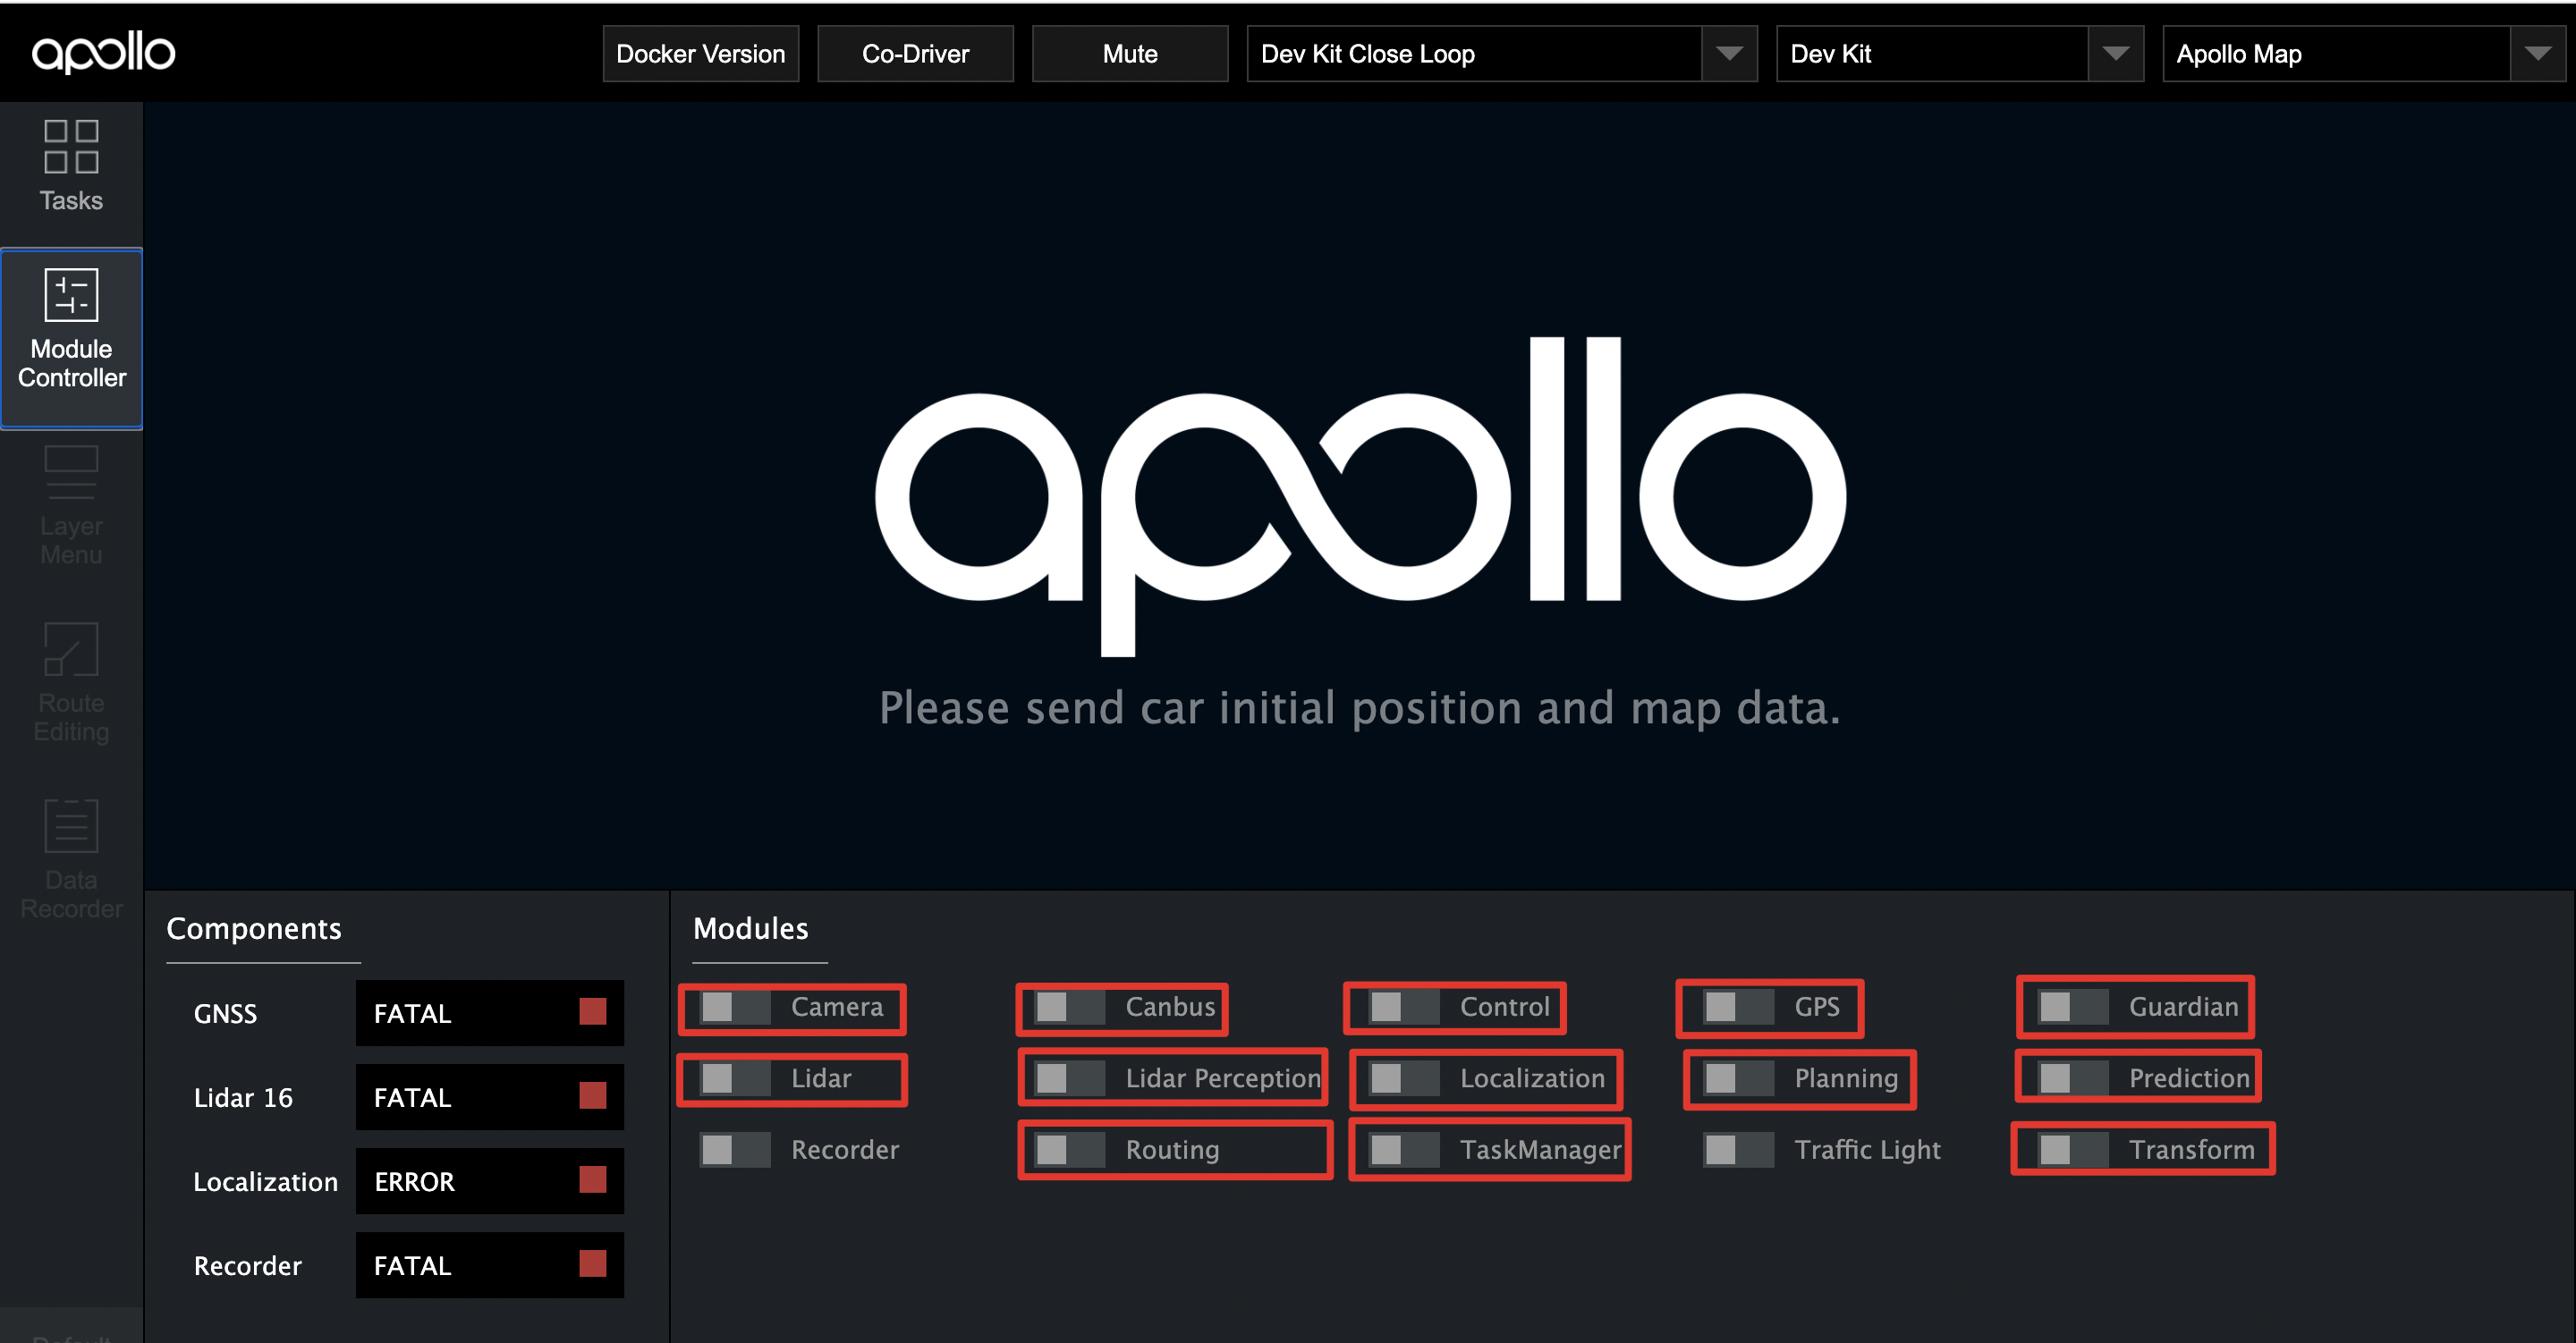 apollo
Docker Version
Co-Driver
Mute
Dev Kit Close Loop
Dev Kit
Apollo Map
Tasks
Module
Controller
Layer
Menu
Route
Editing
Data
Recorder
apollo
Please send car initial position and map data.
Components
GNSS FATAL
Lidar 16 FATAL
Localization ERROR
Recorder FATAL
Modules
Camera Canbus Control GPS Guardian
Lidar Lidar Perception Localization Planning Prediction
Recorder Routing TaskManager Traffic Light Transform